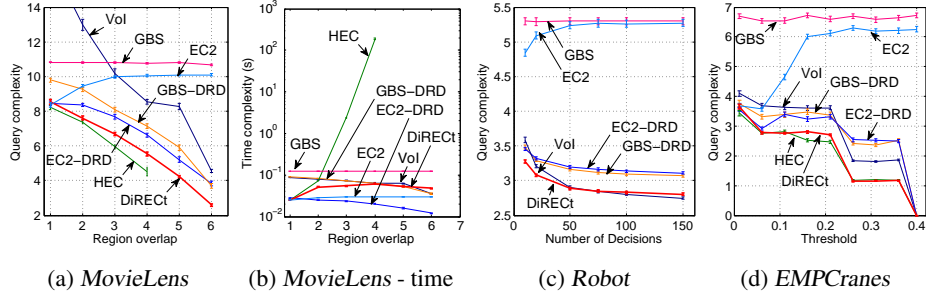 Query complexity
14
12
10
8
6
4
2
VoI
GBS
EC2
GBS−DRD
EC2−DRD
HEC
DiRECt
1 2 3 4 5 6
Region overlap
(a) MovieLens
Time complexity (s)
10^3
10^2
10^1
10^0
10^−1
10^−2
HEC
GBS−DRD
EC2−DRD
DiRECt
GBS
EC2
VoI
1 2 3 4 5 6 7
Region overlap
(b) MovieLens - time
Query complexity
5.5
5
4.5
4
3.5
3
2.5
GBS
EC2
VoI
EC2−DRD
GBS−DRD
DiRECt
0 50 100 150
Number of Decisions
(c) Robot
Query complexity
7
6
5
4
3
2
1
0
GBS
EC2
VoI
GBS−DRD
EC2−DRD
HEC
DiRECt
0 0.1 0.2 0.3 0.4
Threshold
(d) EMPCranes